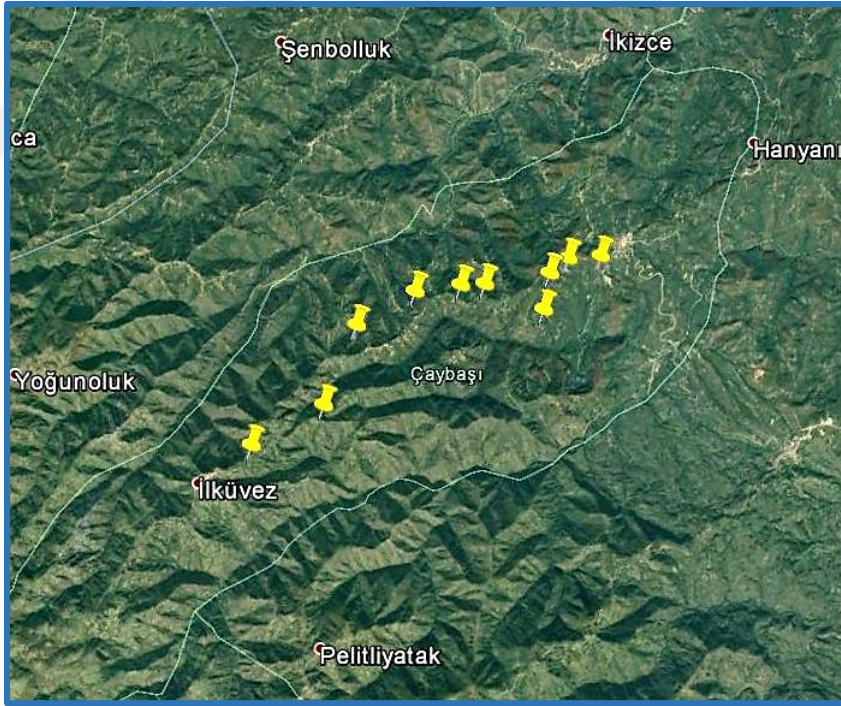 Şenbolluk
İkizce
ca
Hanyanı
Yoğunoluk
Çaybaşı
İlküvez
Pelitliyatak